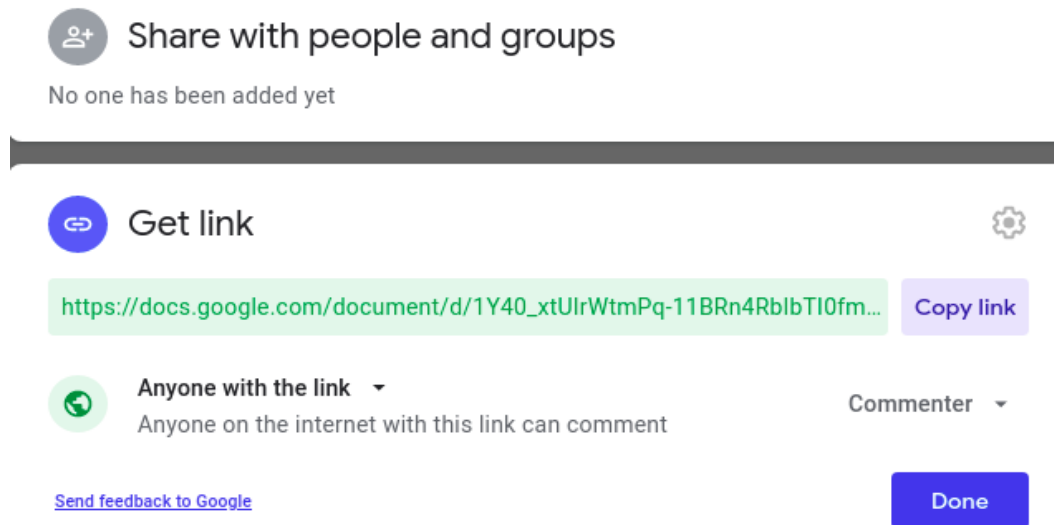 Share with people and groups
No one has been added yet
Get link
https://docs.google.com/document/d/1Y40_xtUIrWtmPq-11BRn4RbIbTI0fm...
Copy link
Anyone with the link
Anyone on the internet with this link can comment
Commenter
Send feedback to Google
Done